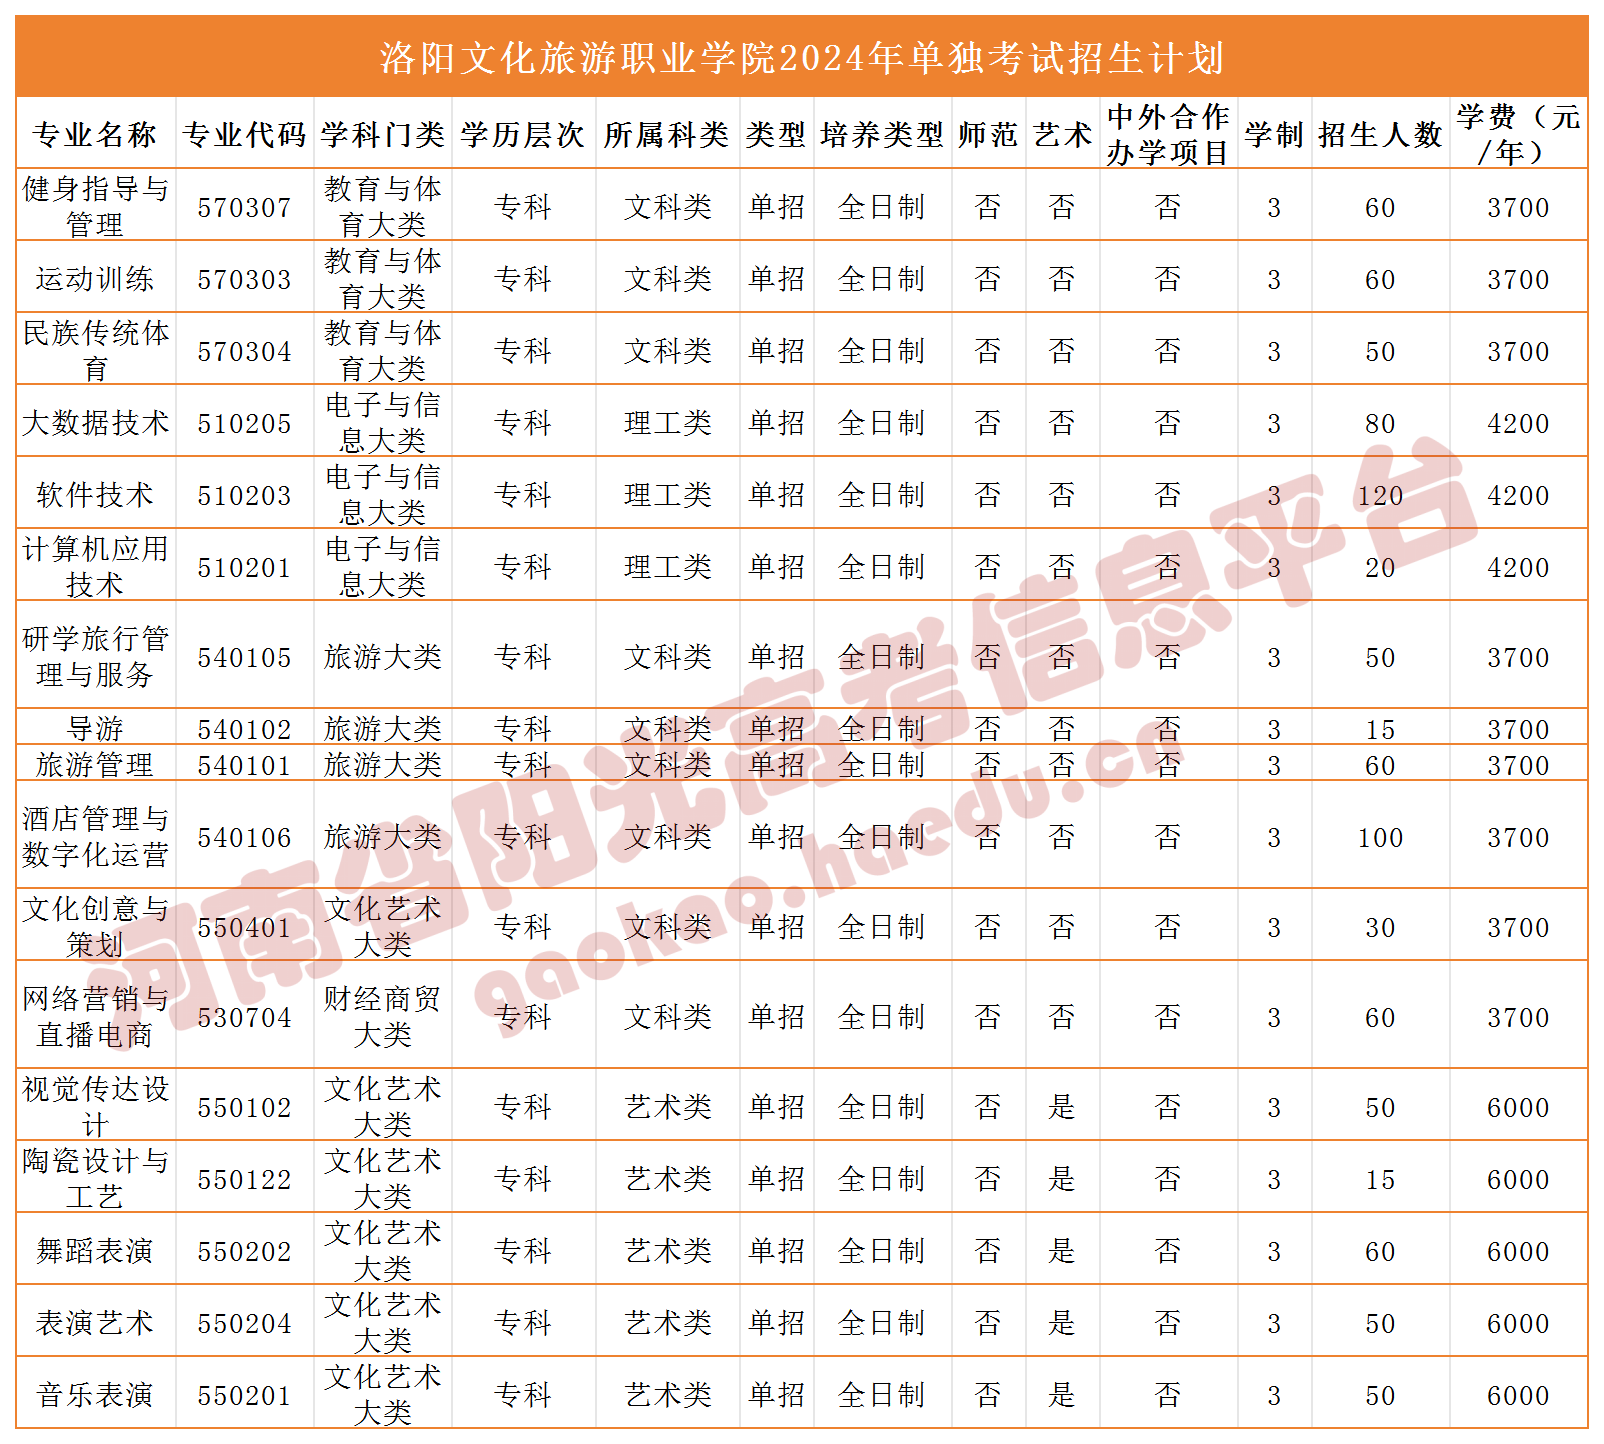 洛阳文化旅游职业学院2024年单独考试招生计划
专业名称 专业代码 学科门类 学历层次 所属科类 类型 培养类型 师范 艺术 中外合作办学项目 学制 招生人数 学费（元/年）
健身指导与管理 570307 教育与体育大类 专科 文科类 单招 全日制 否 否 否 3 60 3700
运动训练 570303 教育与体育大类 专科 文科类 单招 全日制 否 否 否 3 60 3700
民族传统体育 570304 教育与体育大类 专科 文科类 单招 全日制 否 否 否 3 50 3700
大数据技术 510205 电子与信息大类 专科 理工类 单招 全日制 否 否 否 3 80 4200
软件技术 510203 电子与信息大类 专科 理工类 单招 全日制 否 否 否 3 120 4200
计算机应用技术 510201 电子与信息大类 专科 理工类 单招 全日制 否 否 否 3 20 4200
研学旅行管理与服务 540105 旅游大类 专科 文科类 单招 全日制 否 否 否 3 50 3700
导游 540102 旅游大类 专科 文科类 单招 全日制 否 否 否 3 15 3700
旅游管理 540101 旅游大类 专科 文科类 单招 全日制 否 否 否 3 60 3700
酒店管理与数字化运营 540106 旅游大类 专科 文科类 单招 全日制 否 否 否 3 100 3700
文化创意与策划 550401 文化艺术大类 专科 文科类 单招 全日制 否 否 否 3 30 3700
网络营销与直播电商 530704 财经商贸大类 专科 文科类 单招 全日制 否 否 否 3 60 3700
视觉传达设计 550102 文化艺术大类 专科 艺术类 单招 全日制 否 是 否 3 50 6000
陶瓷设计与工艺 550122 文化艺术大类 专科 艺术类 单招 全日制 否 是 否 3 15 6000
舞蹈表演 550202 文化艺术大类 专科 艺术类 单招 全日制 否 是 否 3 60 6000
表演艺术 550204 文化艺术大类 专科 艺术类 单招 全日制 否 是 否 3 50 6000
音乐表演 550201 文化艺术大类 专科 艺术类 单招 全日制 否 是 否 3 50 6000
河南省阳光高考信息平台
gaokao.haedu.cn